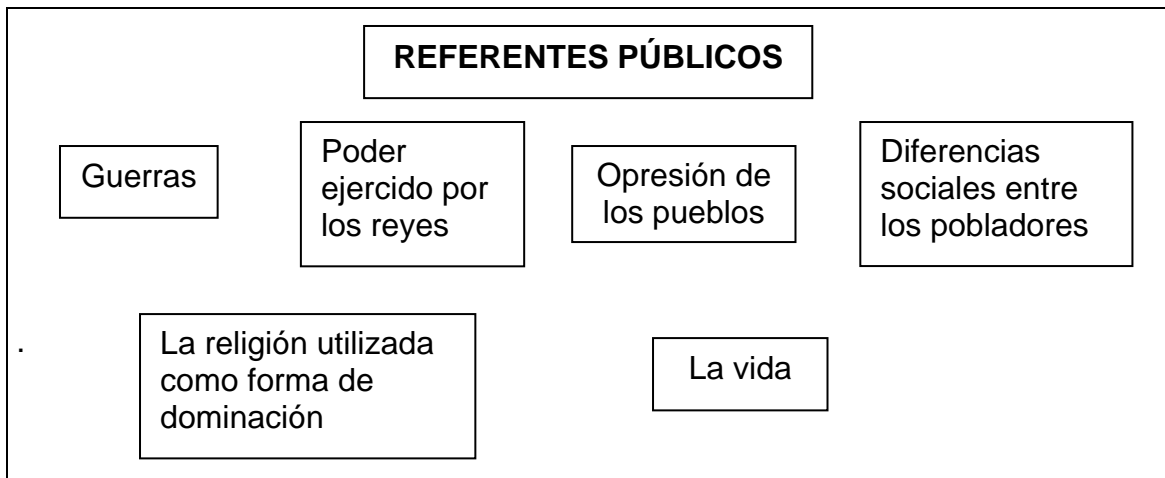 REFERENTES PÚBLICOS
Guerras
Poder
ejercido por
los reyes
Opresión de
los pueblos
Diferencias
sociales entre
los pobladores
.
La religión utilizada
como forma de
dominación
La vida